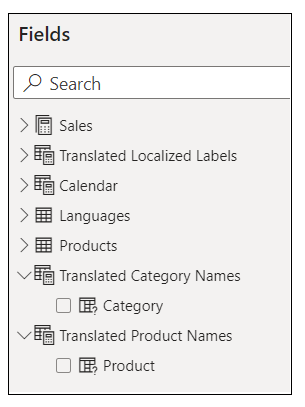 Fields
Search
Sales
Translated Localized Labels
Calendar
Languages
Products
Translated Category Names
Category
Translated Product Names
Product